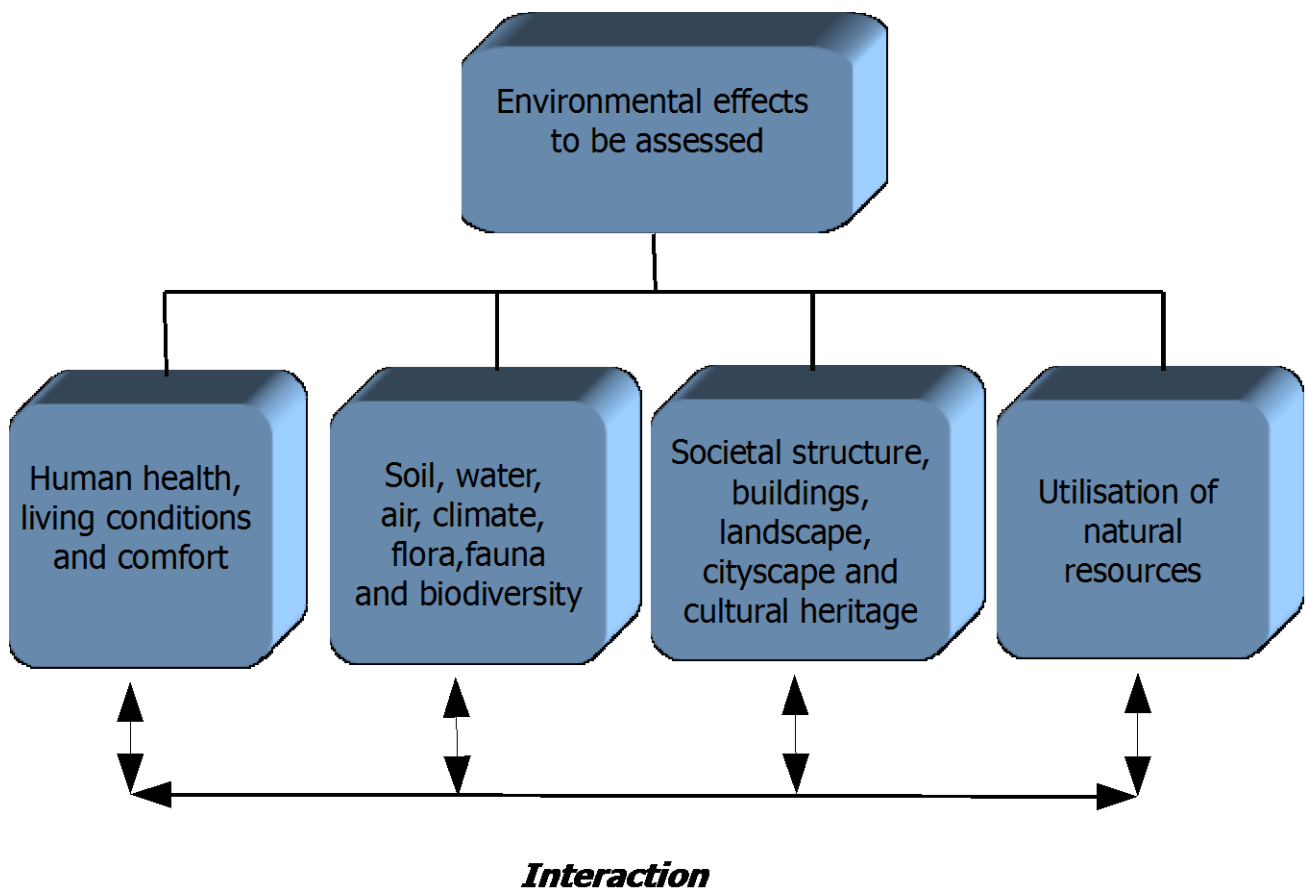 Environmental effects
to be assessed
Human health,
living conditions
and comfort
Soil, water,
air, climate,
flora,fauna
and biodiversity
Societal structure,
buildings,
landscape,
cityscape and
cultural heritage
Utilisation of
natural
resources
Interaction